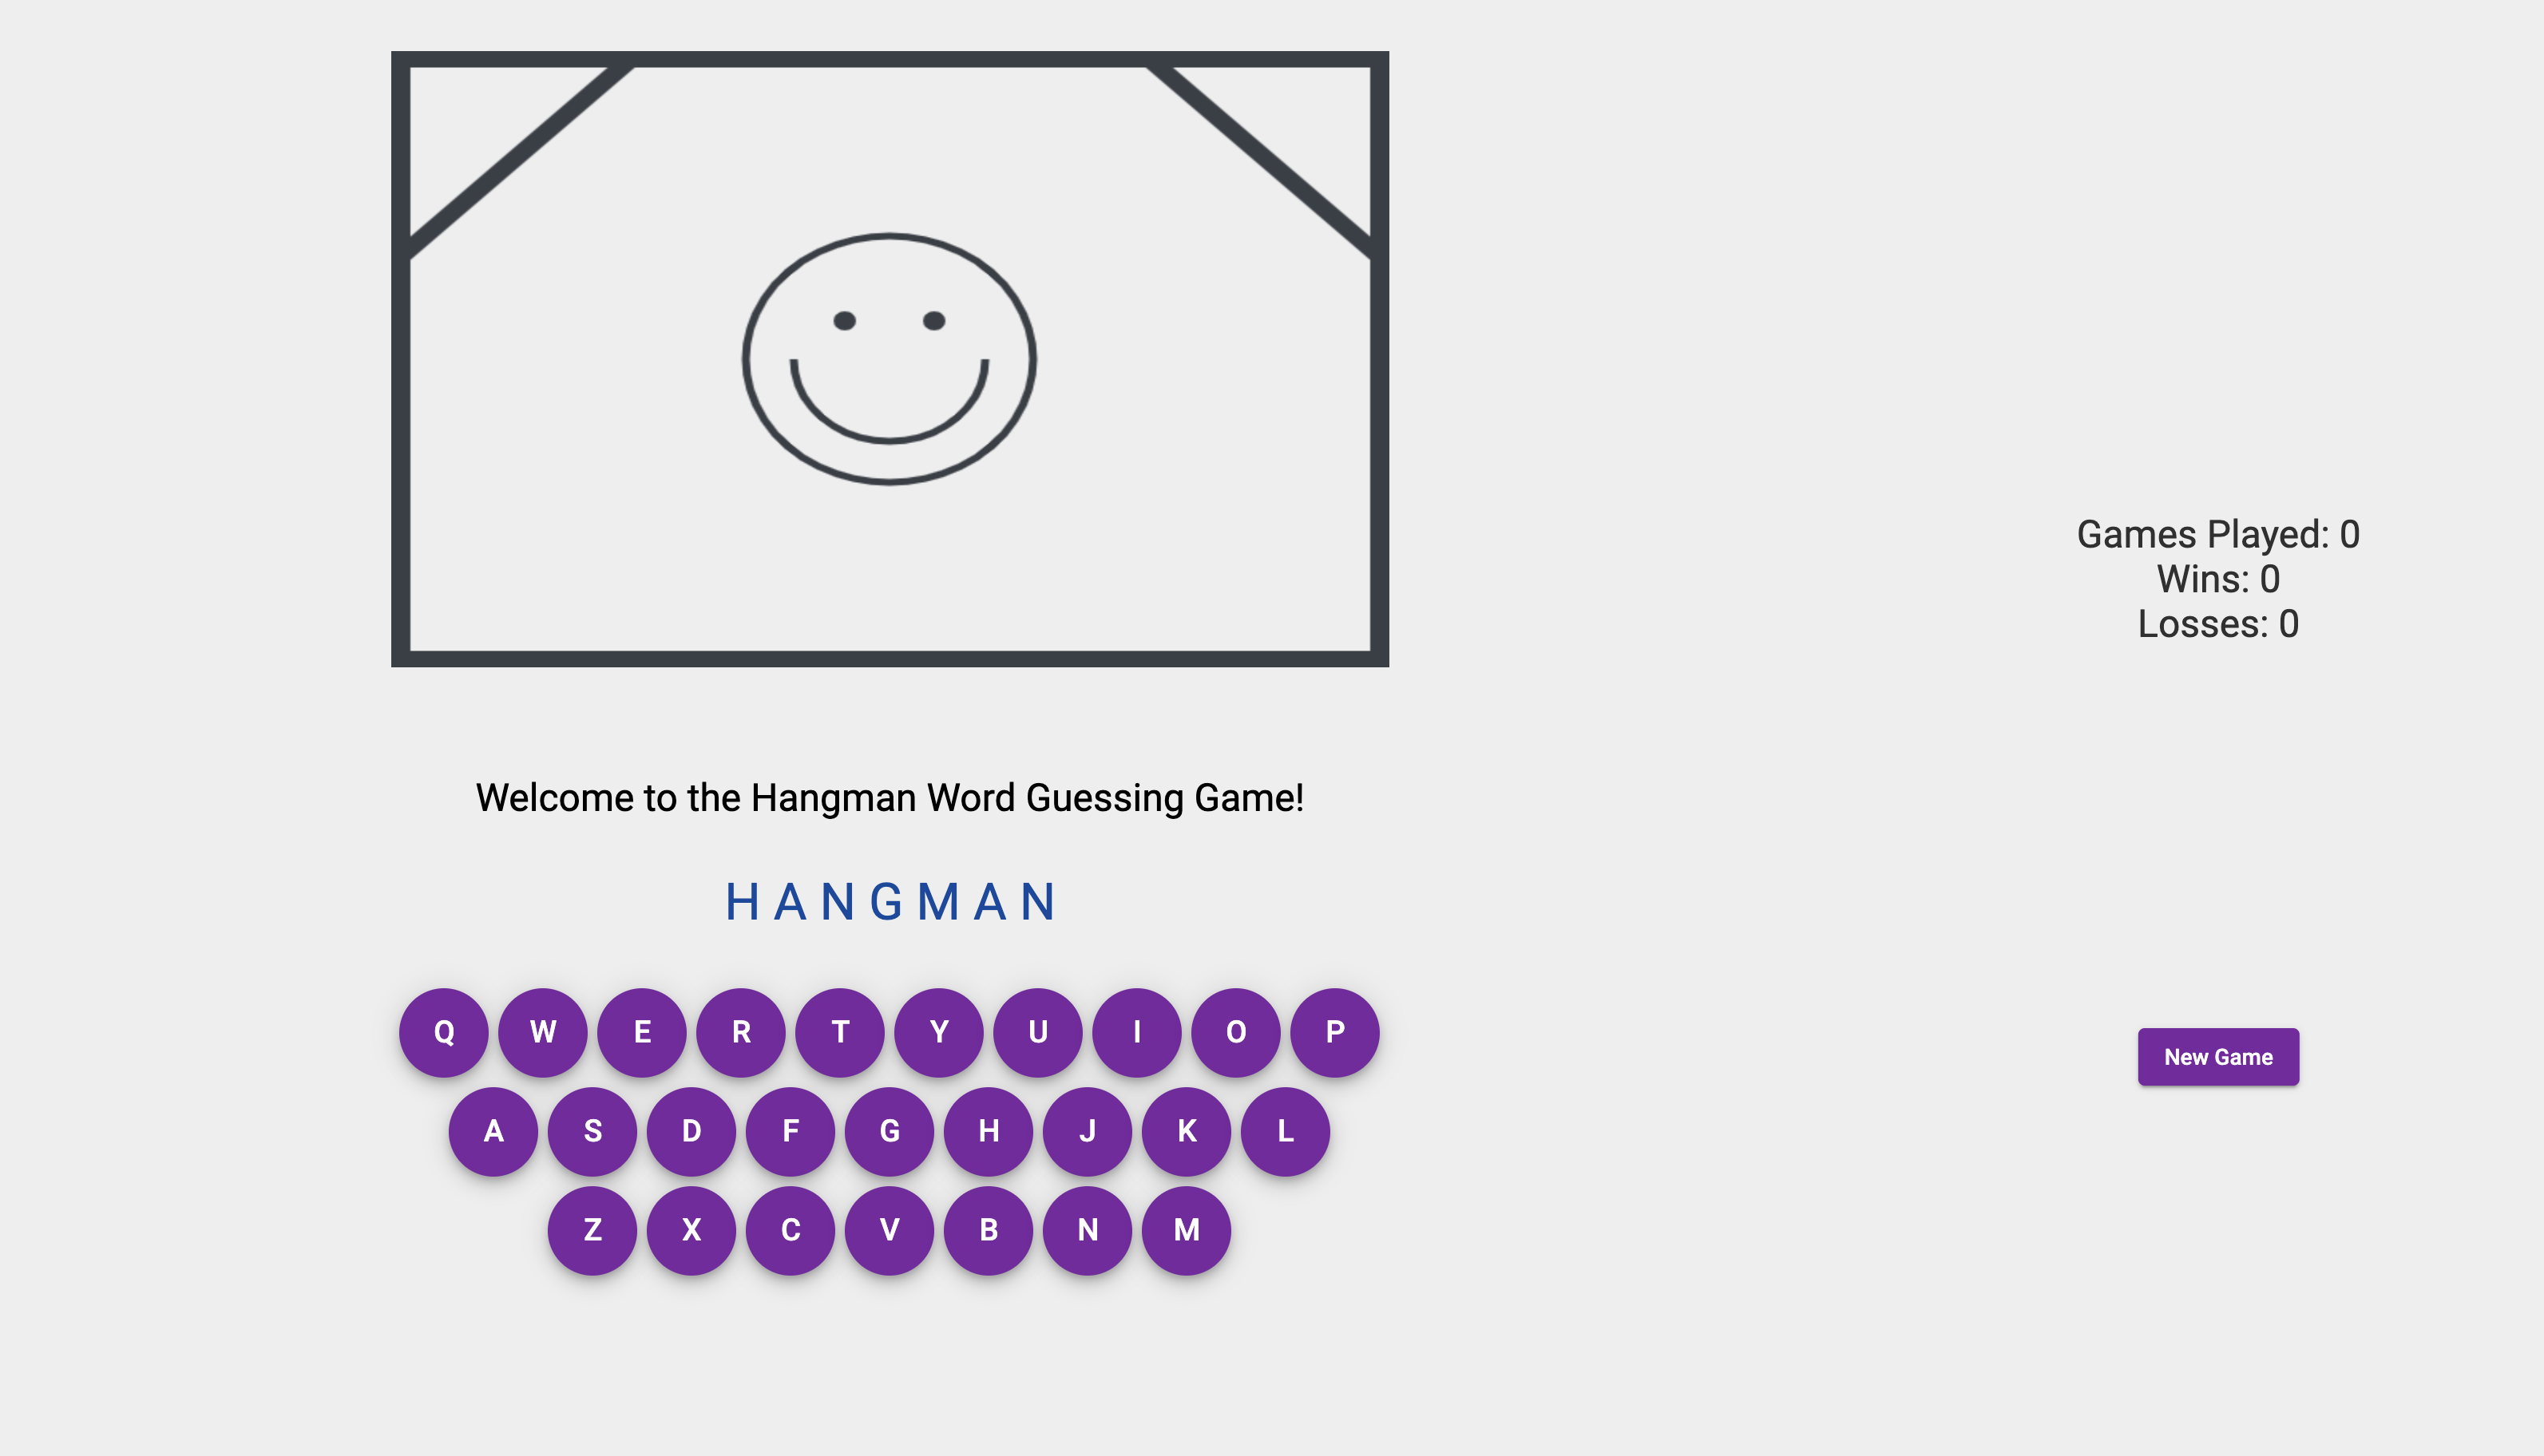 Games Played: 0
Wins: 0
Losses: 0
Welcome to the Hangman Word Guessing Game!
H A N G M A N
Q W E R T Y U I O P
New Game
A S D F G H J K L
Z X C V B N M